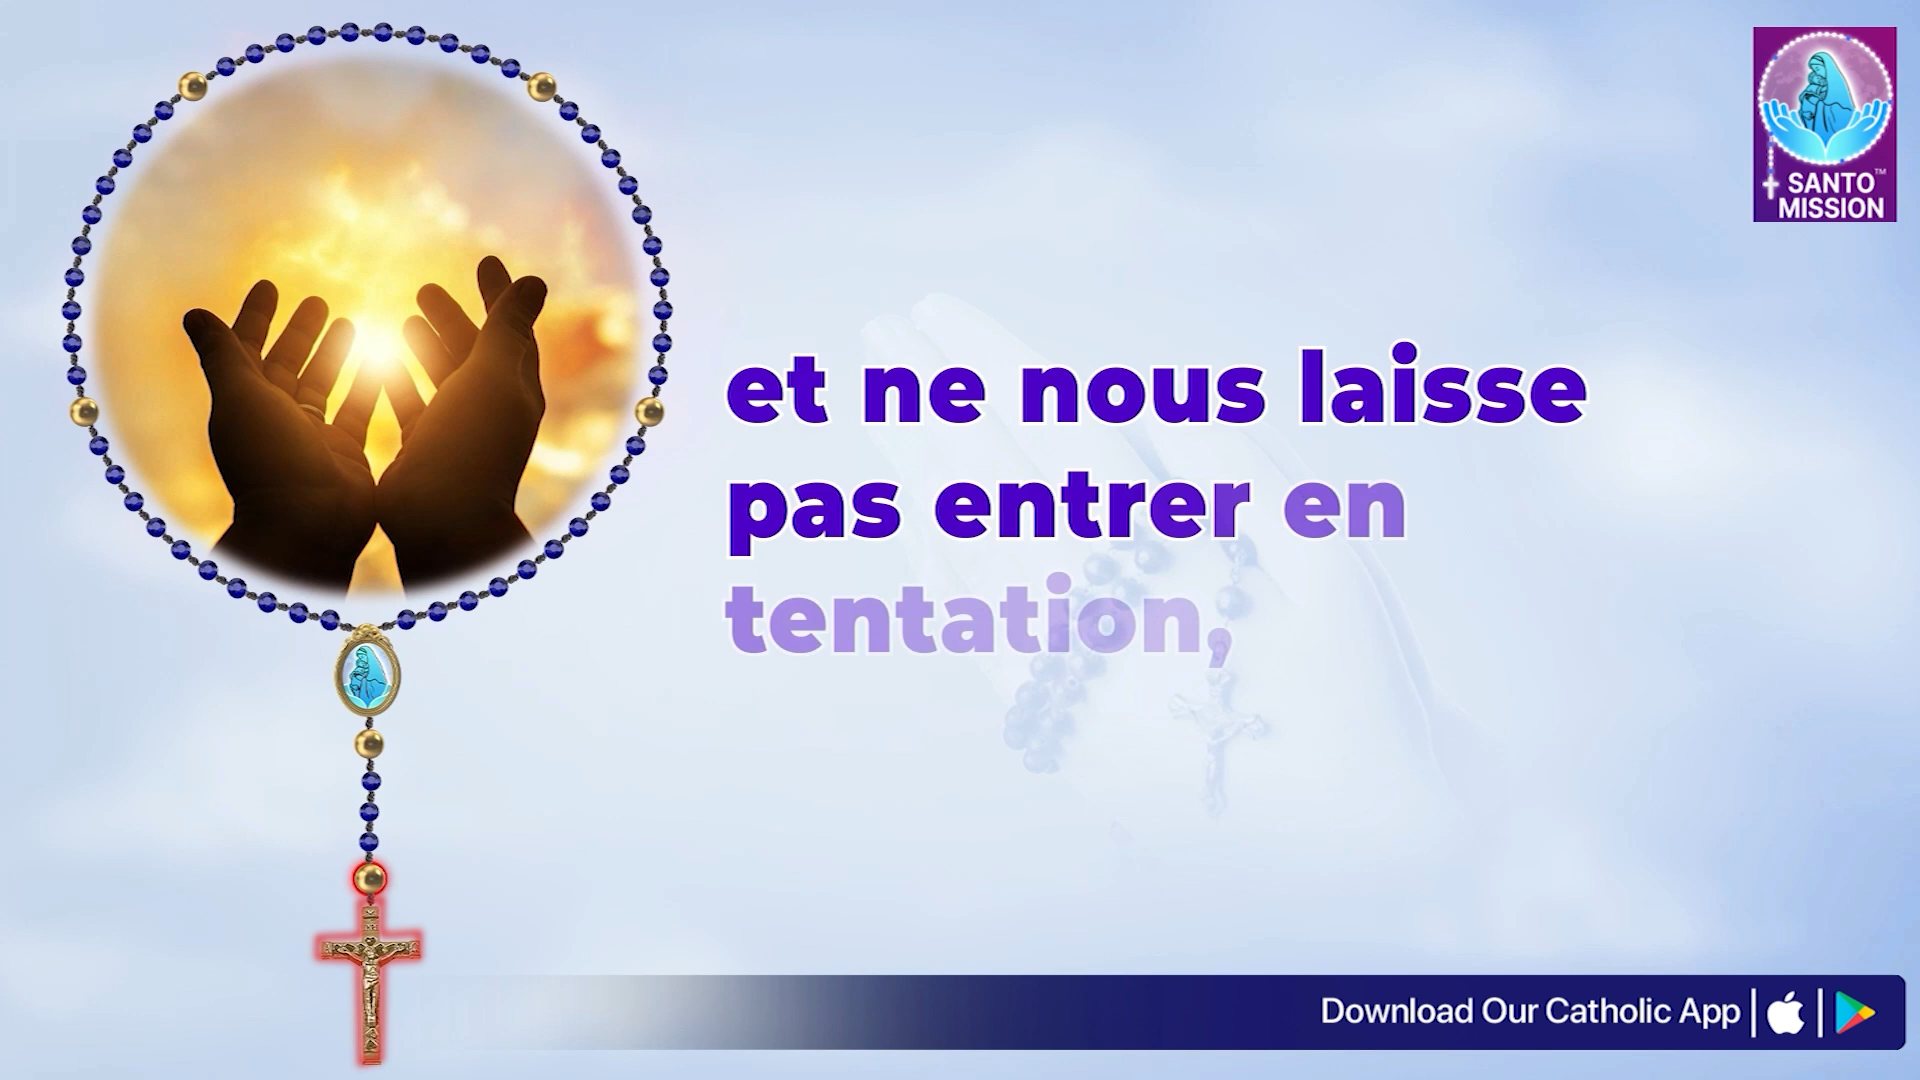 SANTO™
MISSION
et ne nous laisse
pas entrer en
tentation,
Download Our Catholic App